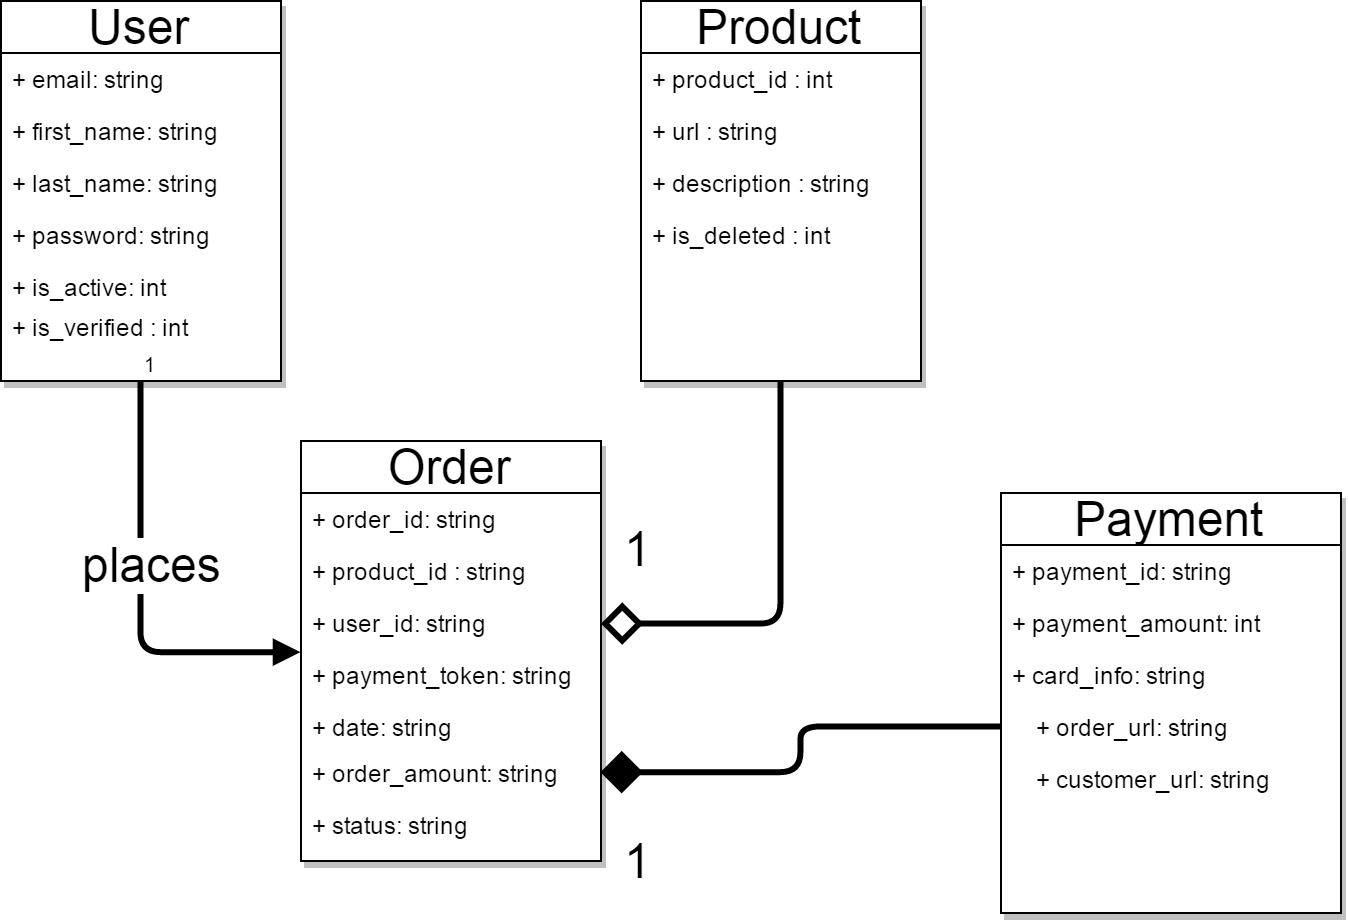 User
+ email: string
+ first_name: string
+ last_name: string
+ password: string
+ is_active: int
+ is_verified : int
1
Product
+ product_id : int
+ url : string
+ description : string
+ is_deleted : int
places
Order
+ order_id: string
+ product_id : string
+ user_id: string
+ payment_token: string
+ date: string
+ order_amount: string
+ status: string
1
1
Payment
+ payment_id: string
+ payment_amount: int
+ card_info: string
+ order_url: string
+ customer_url: string